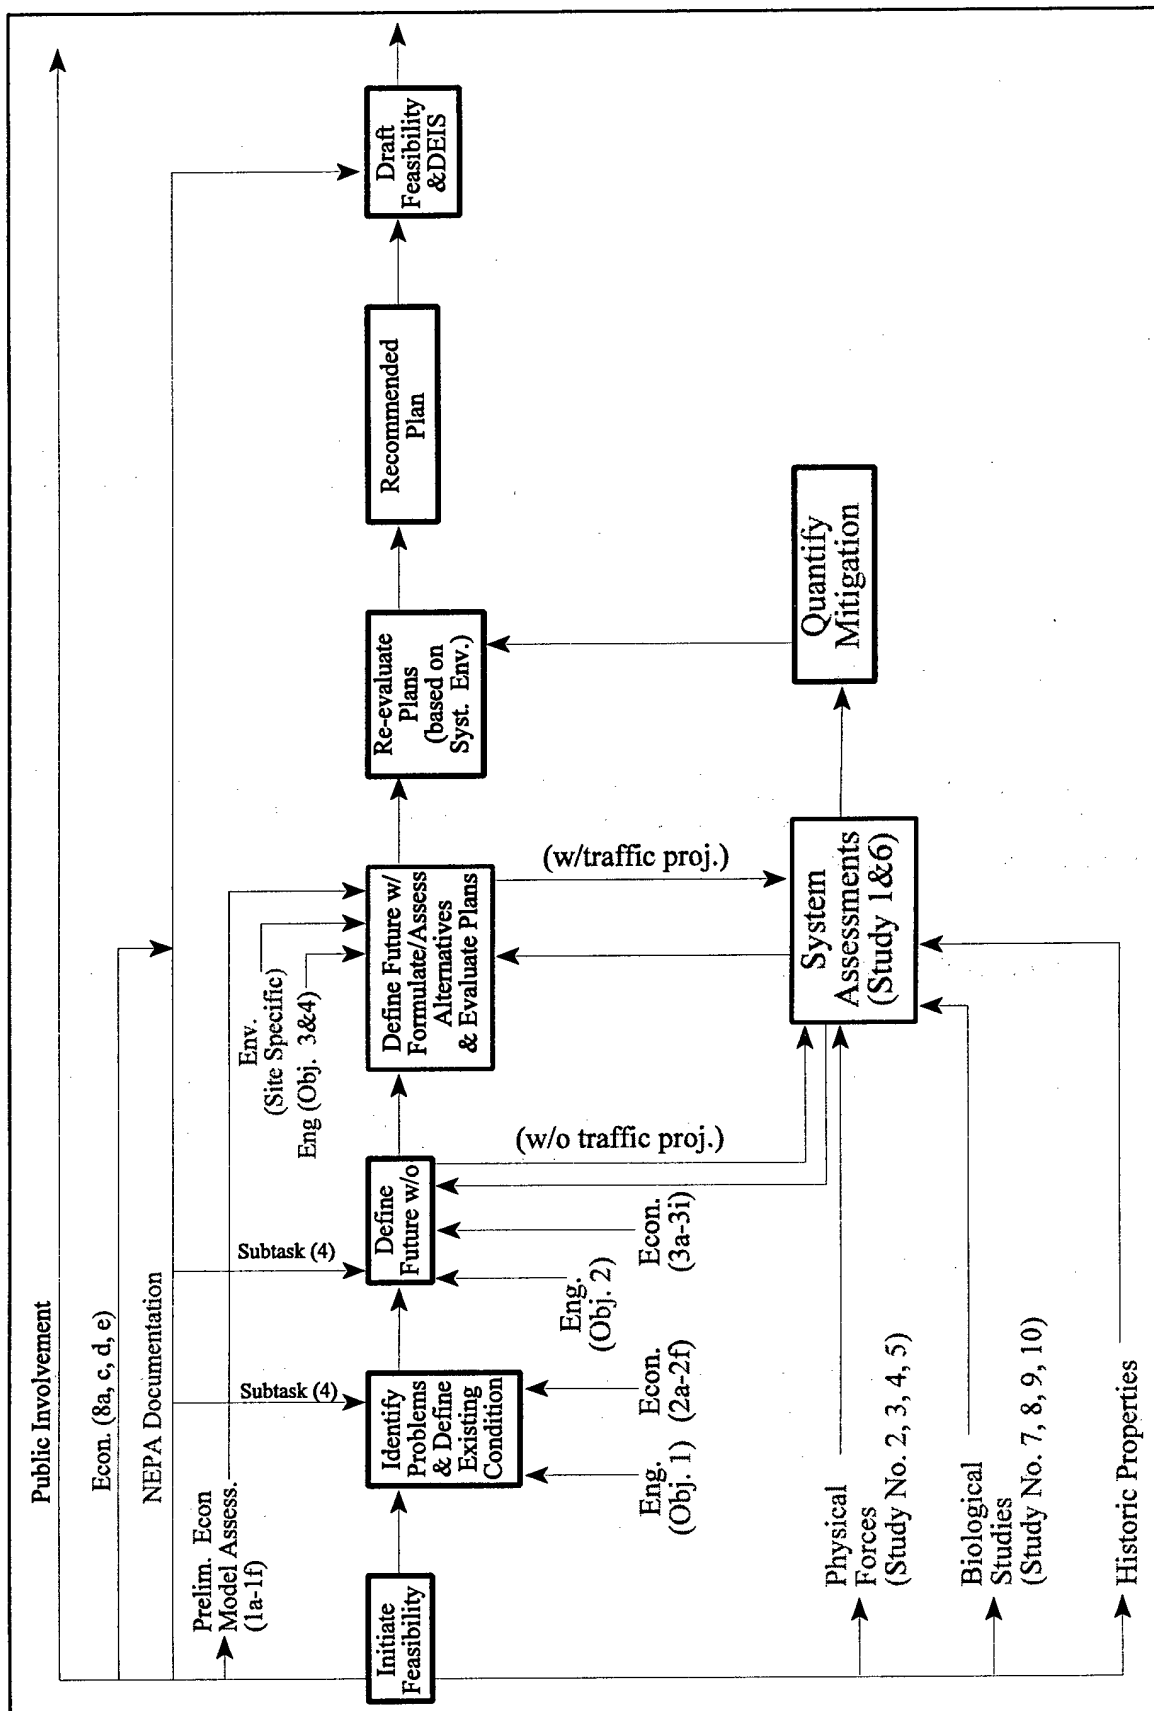 Public Involvement
Econ. (8a, c, d, e)
NEPA Documentation
Prelim. Econ
Model Assess.
(1a-1f)
Subtask (4)
Subtask (4)
Env.
(Site Specific)
Eng (Obj. 3&4)
Initiate
Feasibility
Identify
Problems
& Define
Existing
Condition
Define
Future w/o
Define Future w/
Formulate/Assess
Alternatives
& Evaluate Plans
Re-evaluate
Plans
(based on
Syst. Env.)
Recommended
Plan
Draft
Feasibility
&DEIS
Eng.
(Obj. 1)
Econ.
(2a-2f)
Eng.
(Obj. 2)
Econ.
(3a-3i)
(w/o traffic proj.)
(w/traffic proj.)
Physical
Forces
(Study No. 2, 3, 4, 5)
System
Assessments
(Study 1&6)
Quantify
Mitigation
Biological
Studies
(Study No. 7, 8, 9, 10)
Historic Properties